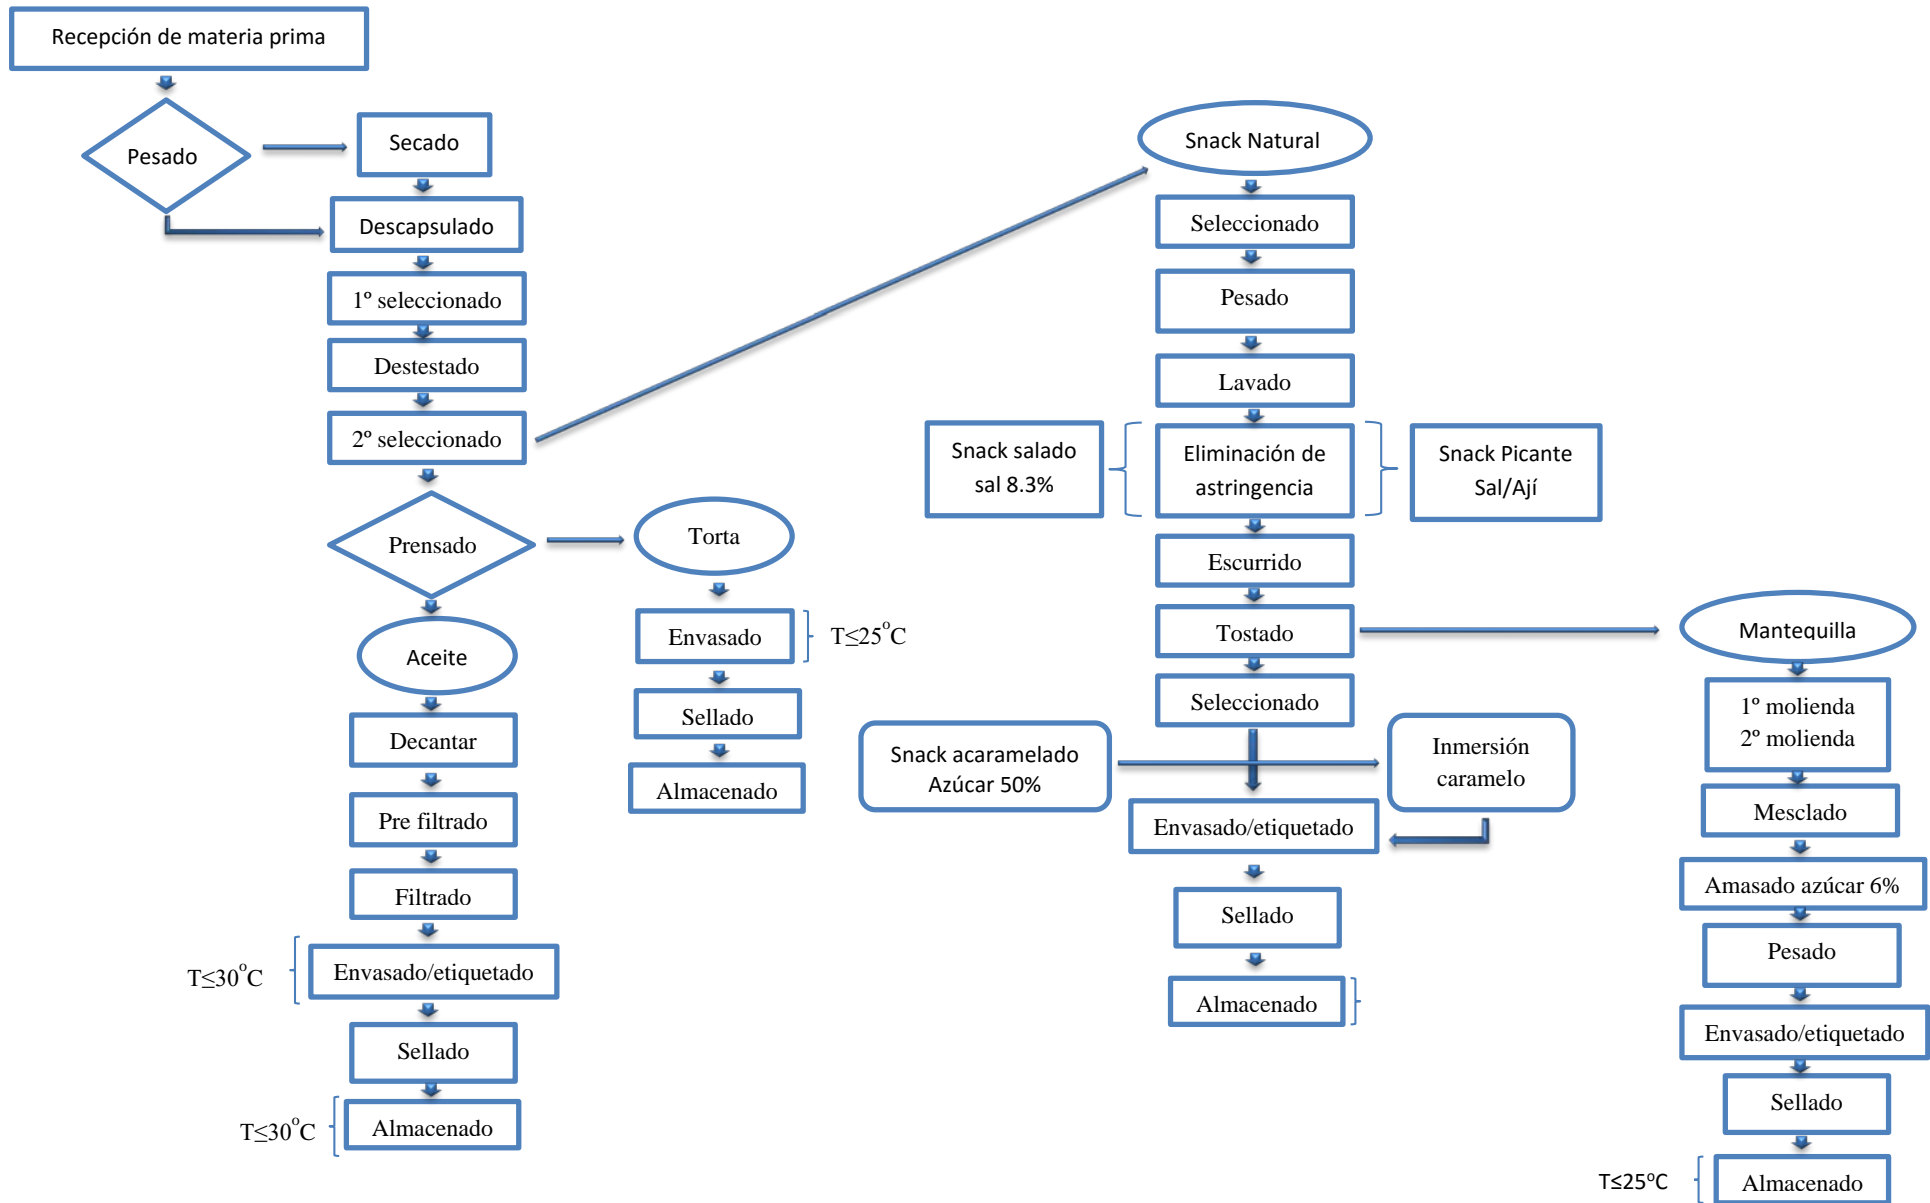 Recepción de materia prima
Pesado
Secado
Descapsulado
1º seleccionado
Destestado
2º seleccionado
Prensado
Torta
Envasado
T≤25°C
Sellado
Almacenado
Aceite
Decantar
Pre filtrado
Filtrado
T≤30°C
Envasado/etiquetado
Sellado
T≤30°C
Almacenado
Snack Natural
Seleccionado
Pesado
Lavado
Snack salado
sal 8.3%
Eliminación de
astringencia
Snack Picante
Sal/Ají
Escurrido
Tostado
Seleccionado
Snack acaramelado
Azúcar 50%
Inmersión
caramelo
Envasado/etiquetado
Sellado
Almacenado
Mantequilla
1º molienda
2º molienda
Mesclado
Amasado azúcar 6%
Pesado
Envasado/etiquetado
Sellado
T≤25°C
Almacenado